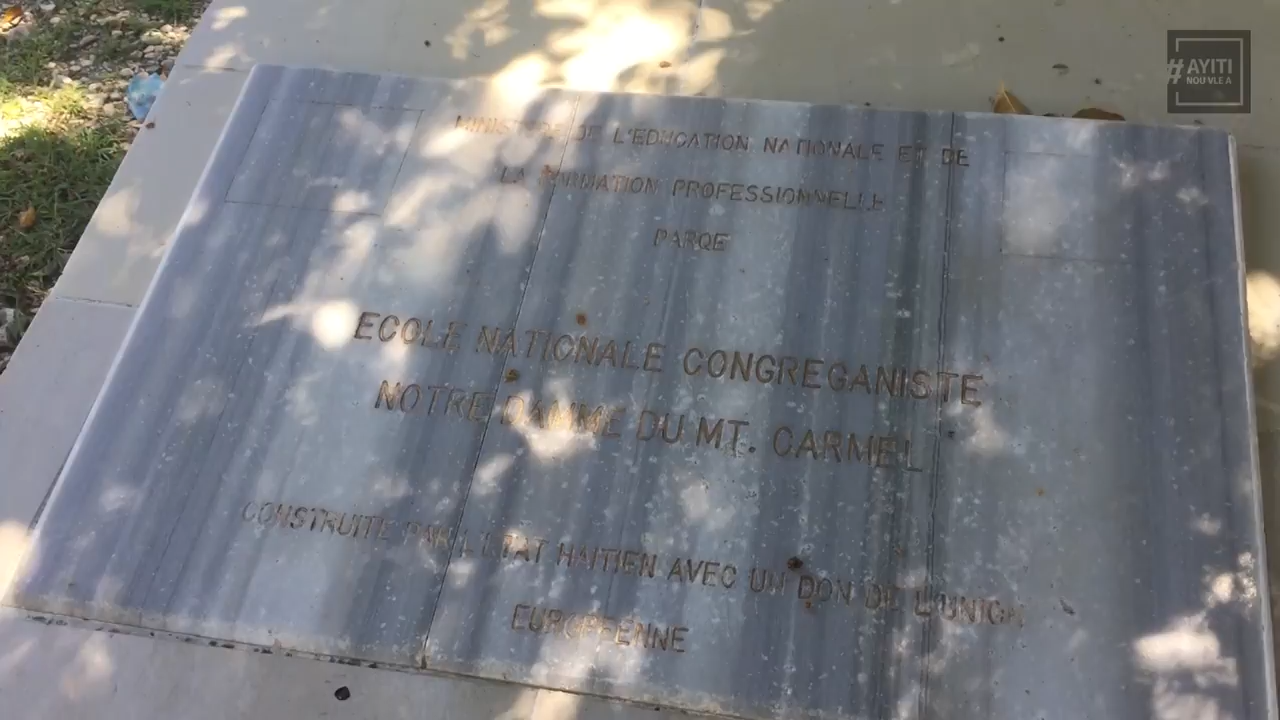 #AYITI
NOU VLE A
MINISTERE DE L'EDUCATION NATIONALE ET DE
LA FORMATION PROFESSIONNELLE
PARQE
ECOLE NATIONALE CONGREGANISTE
NOTRE DAMME DU MT. CARMEL
CONSTRUITE PAR L'ETAT HAITIEN AVEC UN DON DE L'UNION
EUROPEENNE